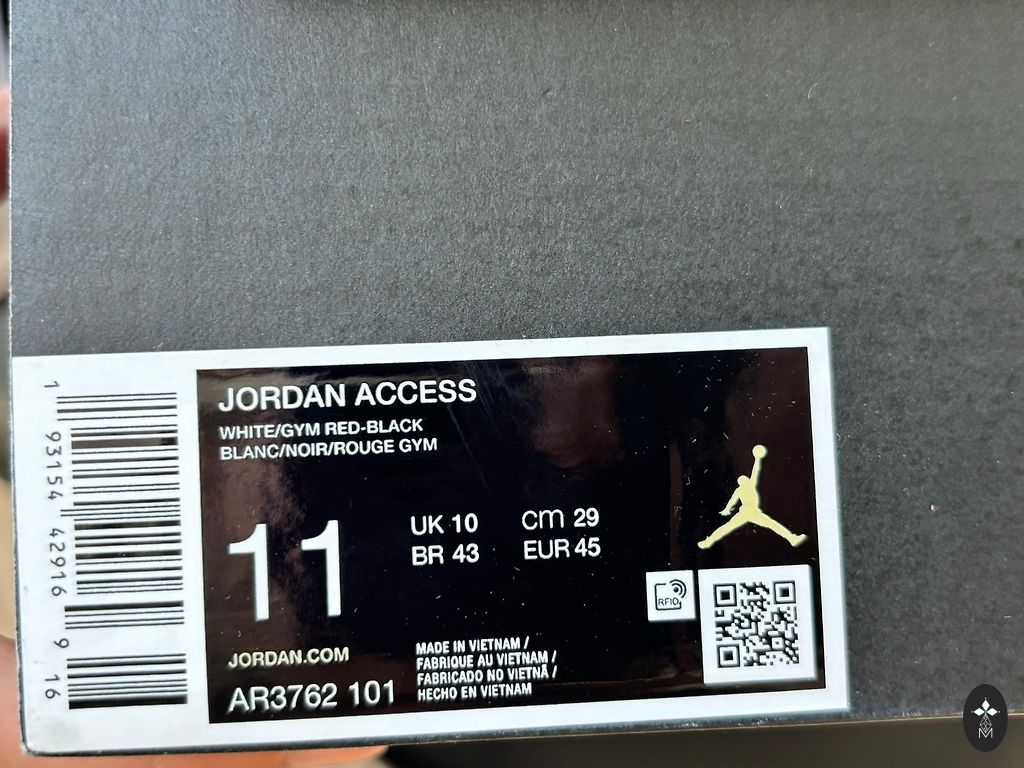 JORDAN ACCESS
WHITE/GYM RED-BLACK
BLANC/NOIR/ROUGE GYM
11
UK 10
cm 29
BR 43
EUR 45
RFID
JORDAN.COM
AR3762 101
MADE IN VIETNAM /
FABRIQUE AU VIETNAM /
FABRICADO NO VIETNÃ /
HECHO EN VIETNAM
1 93154 42916 9 16
M